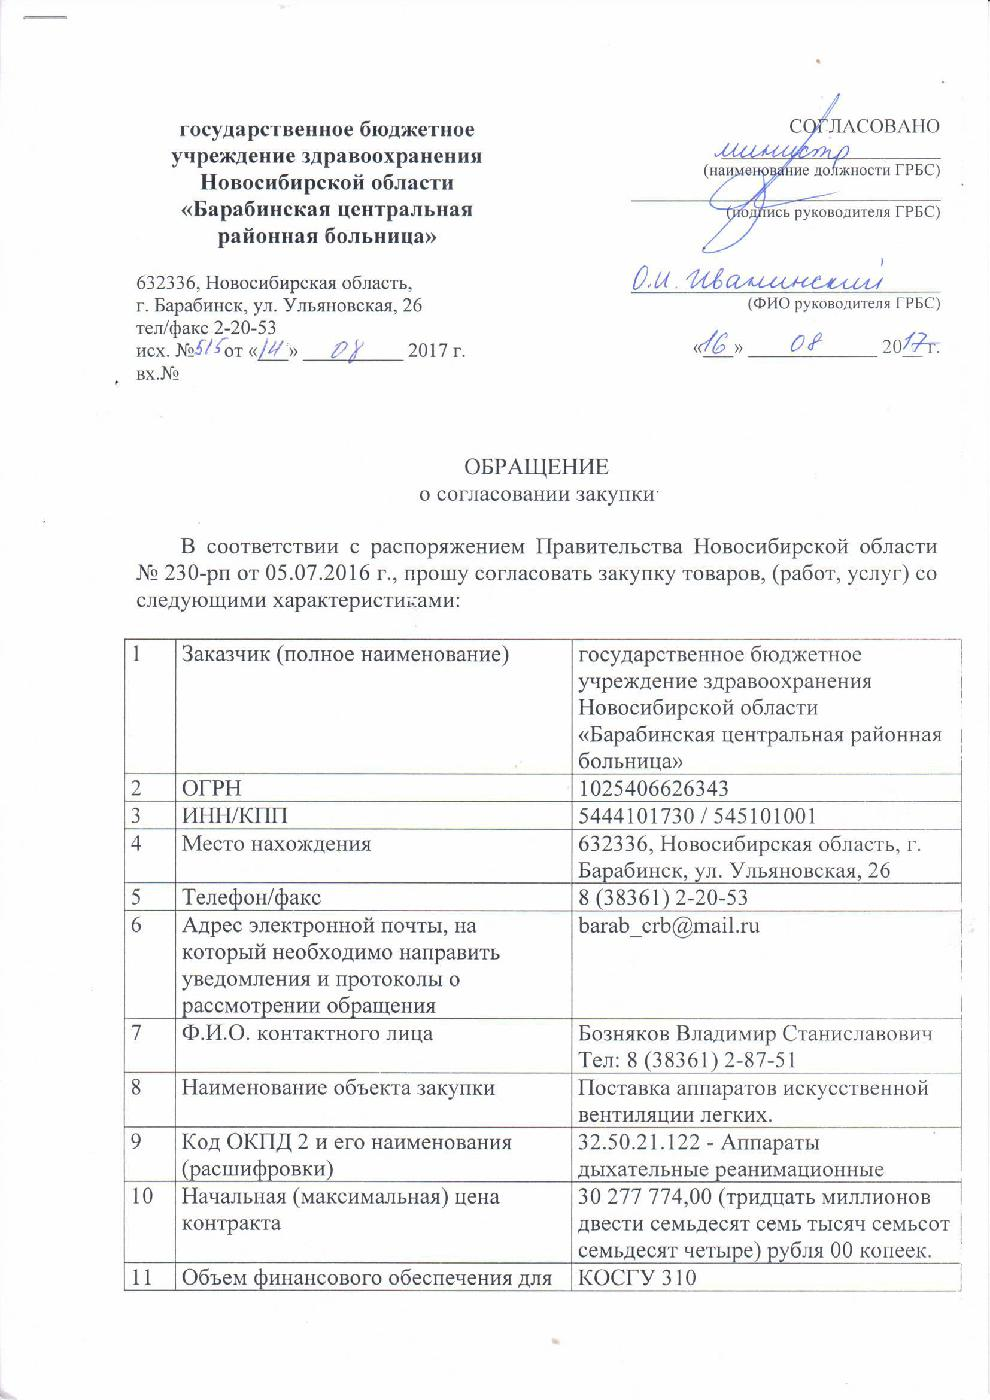 государственное бюджетное
учреждение здравоохранения
Новосибирской области
«Барабинская центральная
районная больница»
632336, Новосибирская область,
г. Барабинск, ул. Ульяновская, 26
тел/факс 2-20-53
исх. №515 от «14» 08 2017 г.
вх.№
СОГЛАСОВАНО
министр
(наименование должности ГРБС)
(подпись руководителя ГРБС)
О.И. Иванинский
(ФИО руководителя ГРБС)
«16» 08 2017 г.
ОБРАЩЕНИЕ
о согласовании закупки
В соответствии с распоряжением Правительства Новосибирской области
№ 230-рп от 05.07.2016 г., прошу согласовать закупку товаров, (работ, услуг) со
следующими характеристиками:
1 Заказчик (полное наименование) государственное бюджетное
учреждение здравоохранения
Новосибирской области
«Барабинская центральная районная
больница»
2 ОГРН 1025406626343
3 ИНН/КПП 5444101730 / 545101001
4 Место нахождения 632336, Новосибирская область, г.
Барабинск, ул. Ульяновская, 26
5 Телефон/факс 8 (38361) 2-20-53
6 Адрес электронной почты, на barab_crb@mail.ru
который необходимо направить
уведомления и протоколы о
рассмотрении обращения
7 Ф.И.О. контактного лица Бозняков Владимир Станиславович
Тел: 8 (38361) 2-87-51
8 Наименование объекта закупки Поставка аппаратов искусственной
вентиляции легких.
9 Код ОКПД 2 и его наименования 32.50.21.122 - Аппараты
(расшифровки) дыхательные реанимационные
10 Начальная (максимальная) цена 30 277 774,00 (тридцать миллионов
контракта двести семьдесят семь тысяч семьсот
семьдесят четыре) рубля 00 копеек.
11 Объем финансового обеспечения для КОСГУ 310